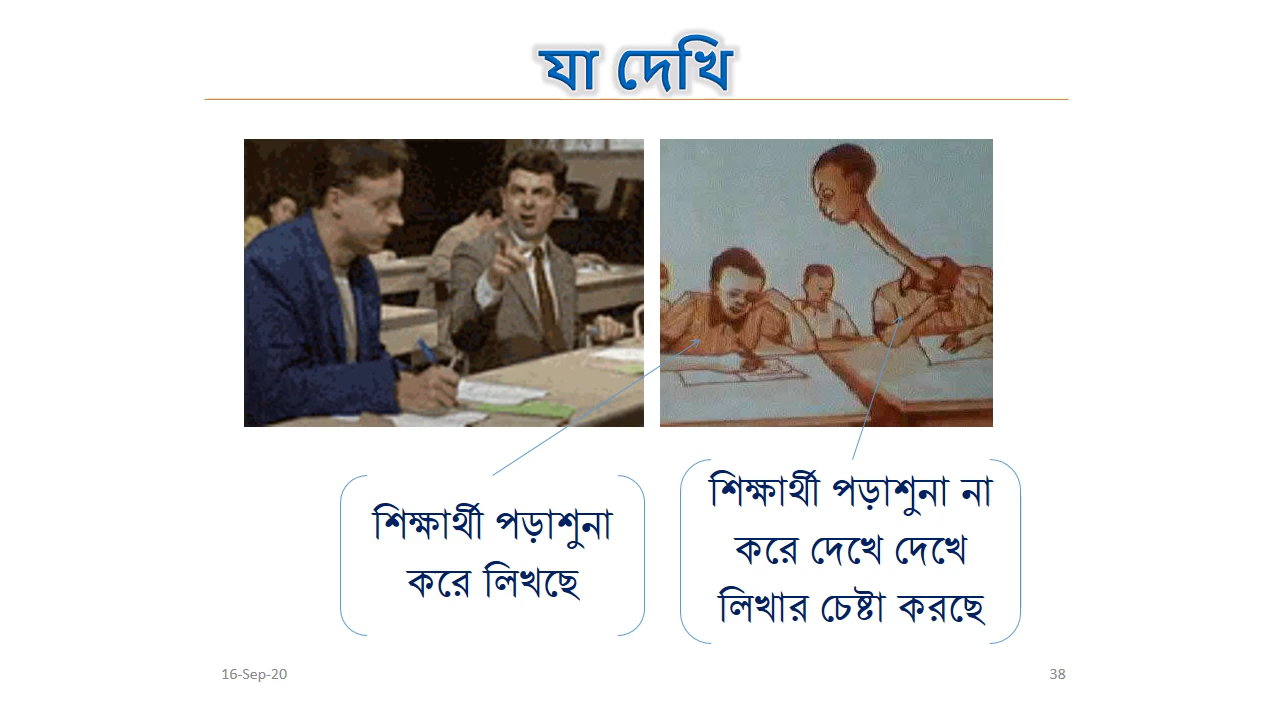 যা দেখি
শিক্ষার্থী পড়াশুনা
করে লিখছে
শিক্ষার্থী পড়াশুনা না
করে দেখে দেখে
লিখার চেষ্টা করছে
16-Sep-20
38